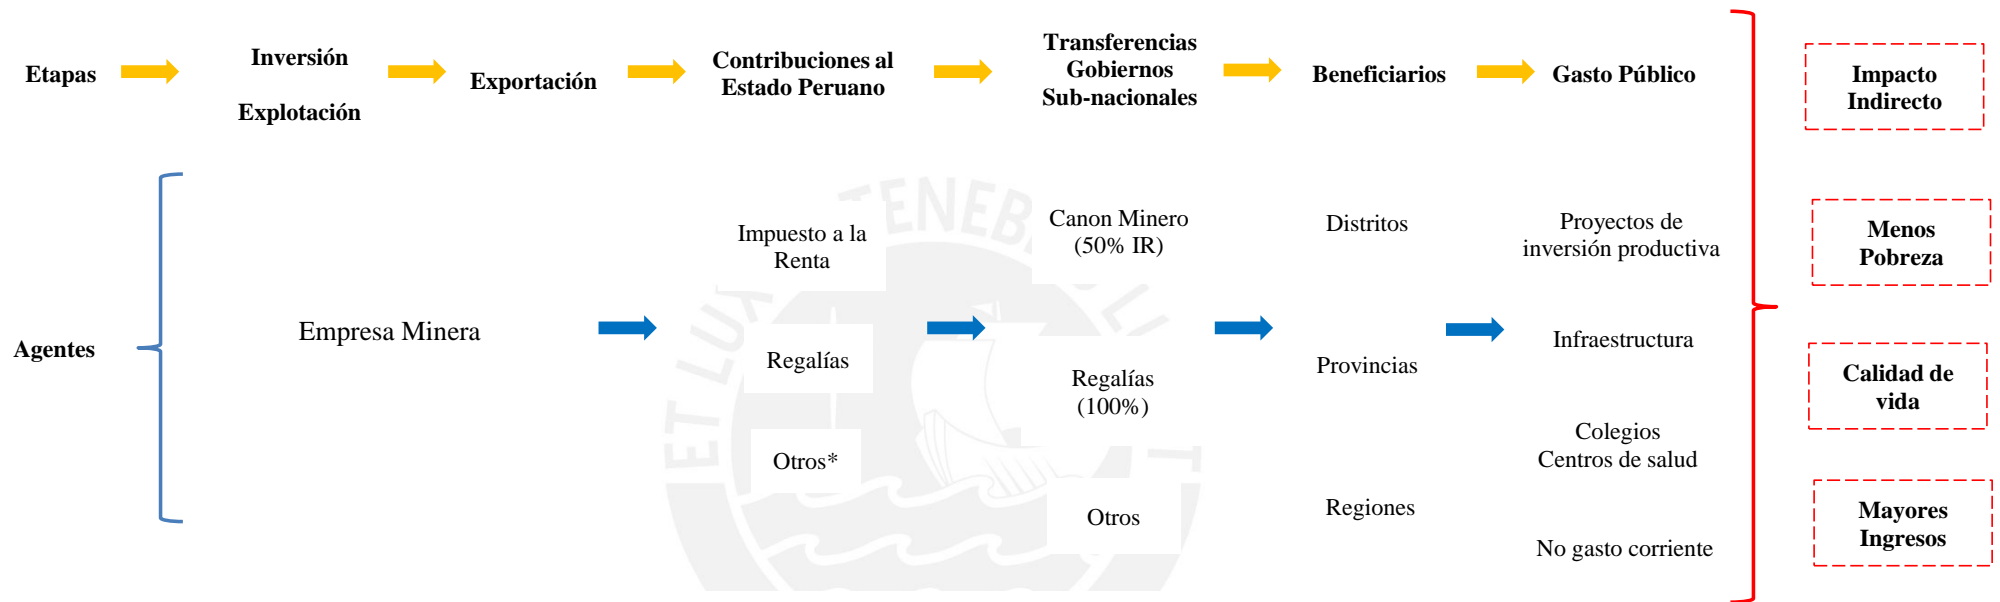 Etapas
Inversión
Explotación
Exportación
Contribuciones al
Estado Peruano
Transferencias
Gobiernos
Sub-nacionales
Beneficiarios
Gasto Público
Impacto
Indirecto
Agentes
Empresa Minera
Impuesto a la
Renta
Regalías
Otros*
Canon Minero
(50% IR)
Regalías
(100%)
Otros
Distritos
Provincias
Regiones
Proyectos de
inversión productiva
Infraestructura
Colegios
Centros de salud
No gasto corriente
Menos
Pobreza
Calidad de
vida
Mayores
Ingresos